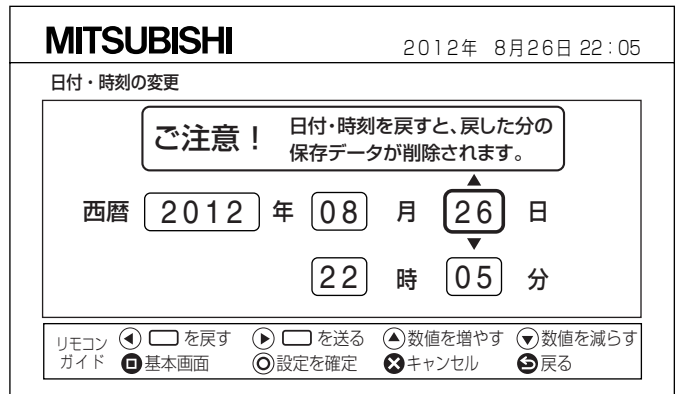 MITSUBISHI 2012年 8月26日 22:05
日付・時刻の変更
ご注意！ 日付・時刻を戻すと、戻した分の
保存データが削除されます。
西暦 2012 年 08 月 26 日
22 時 05 分
リモコン を戻す を送る 数値を増やす 数値を減らす
ガイド 基本画面 設定を確定 キャンセル 戻る